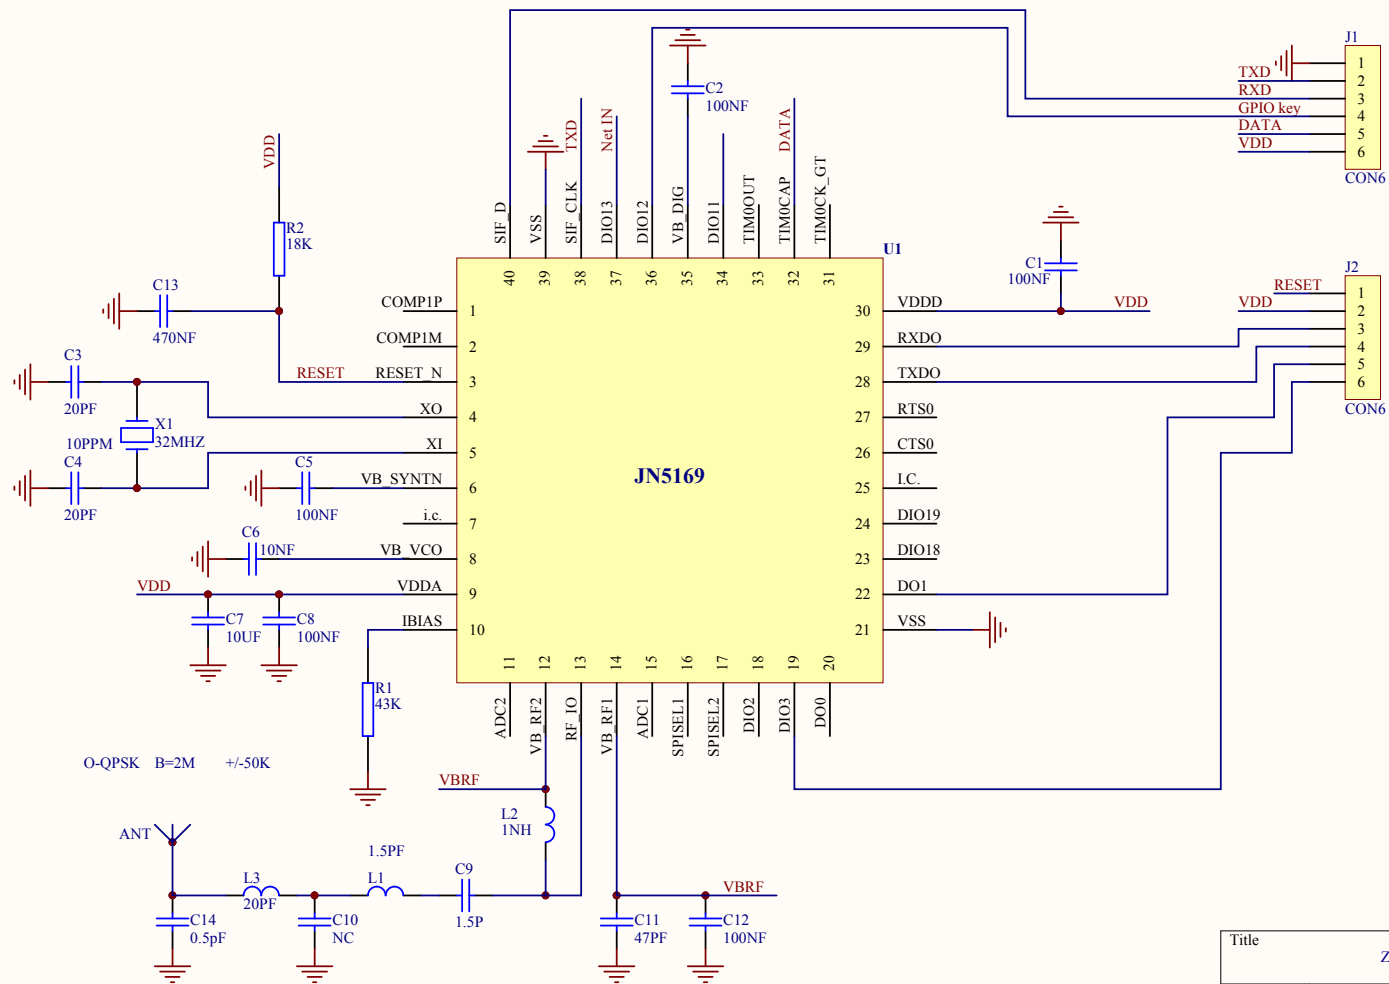 J1
1
TXD
2
RXD
3
GPIO key
4
DATA
5
VDD
6
CON6
C2
100NF
VDD
TXD
Net IN
DATA
R2
18K
SIF_D
VSS
SIF_CLK
DIO13
DIO12
VB_DIG
DIO11
TIM0OUT
TIM0CAP
TIM0CK_GT
40
39
38
37
36
35
34
33
32
31
U1
C1
100NF
VDD
J2
RESET
1
VDD
2
3
4
5
6
CON6
C13
470NF
C3
20PF
RESET
X1
10PPM
32MHZ
C4
20PF
C5
100NF
C6
10NF
VDD
C7
10UF
C8
100NF
COMP1P
1
COMP1M
2
RESET_N
3
XO
4
XI
5
VB_SYNTN
6
i.c.
7
VB_VCO
8
VDDA
9
IBIAS
10
JN5169
30
VDDD
29
RXDO
28
TXDO
27
RTS0
26
CTS0
25
I.C.
24
DIO19
23
DIO18
22
DO1
21
VSS
11
12
13
14
15
16
17
18
19
20
ADC2
VB_RF2
RF_IO
VB_RF1
ADC1
SPISEL1
SPISEL2
DIO2
DIO3
DO0
R1
43K
O-QPSK B=2M +/-50K
VBRF
L2
1NH
ANT
1.5PF
L3
20PF
L1
C9
1.5P
VBRF
C14
0.5pF
C10
NC
C11
47PF
C12
100NF
Title
Z